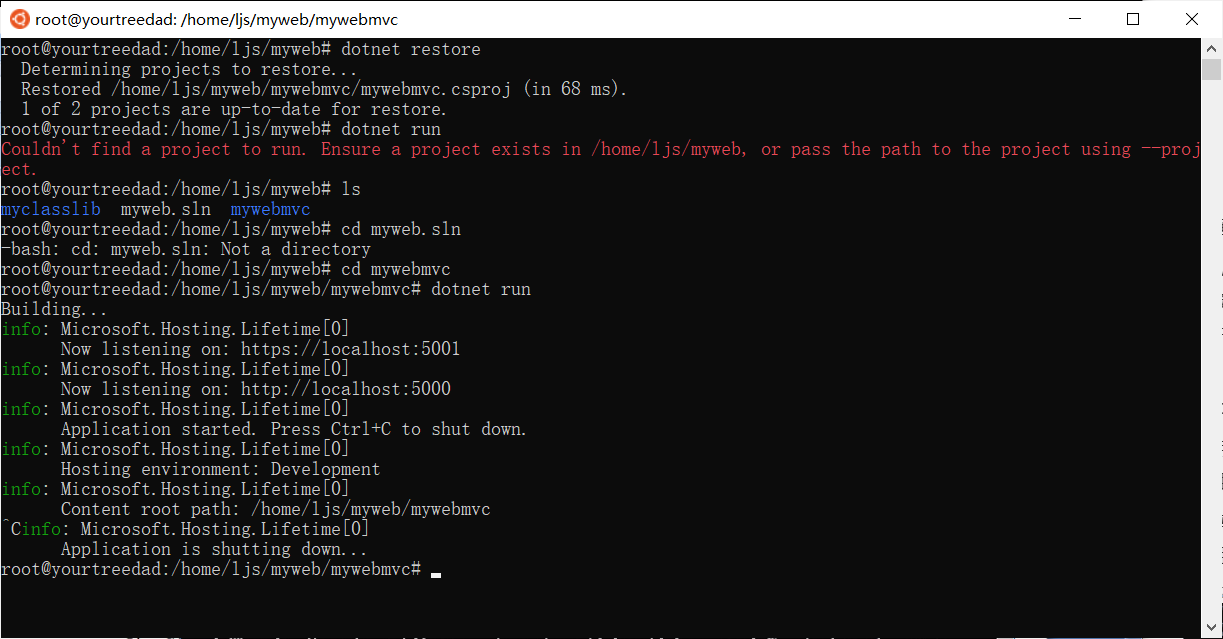 root@yourtreedad: /home/ljs/myweb/mywebmvc
root@yourtreedad:/home/ljs/myweb# dotnet restore
  Determining projects to restore...
  Restored /home/ljs/myweb/mywebmvc/mywebmvc.csproj (in 68 ms).
  1 of 2 projects are up-to-date for restore.
root@yourtreedad:/home/ljs/myweb# dotnet run
Couldn't find a project to run. Ensure a project exists in /home/ljs/myweb, or pass the path to the project using --proj
ect.
root@yourtreedad:/home/ljs/myweb# ls
myclasslib  myweb.sln  mywebmvc
root@yourtreedad:/home/ljs/myweb# cd myweb.sln
-bash: cd: myweb.sln: Not a directory
root@yourtreedad:/home/ljs/myweb# cd mywebmvc
root@yourtreedad:/home/ljs/myweb/mywebmvc# dotnet run
Building...
info: Microsoft.Hosting.Lifetime[0]
      Now listening on: https://localhost:5001
info: Microsoft.Hosting.Lifetime[0]
      Now listening on: http://localhost:5000
info: Microsoft.Hosting.Lifetime[0]
      Application started. Press Ctrl+C to shut down.
info: Microsoft.Hosting.Lifetime[0]
      Hosting environment: Development
info: Microsoft.Hosting.Lifetime[0]
      Content root path: /home/ljs/myweb/mywebmvc
^Cinfo: Microsoft.Hosting.Lifetime[0]
      Application is shutting down...
root@yourtreedad:/home/ljs/myweb/mywebmvc#